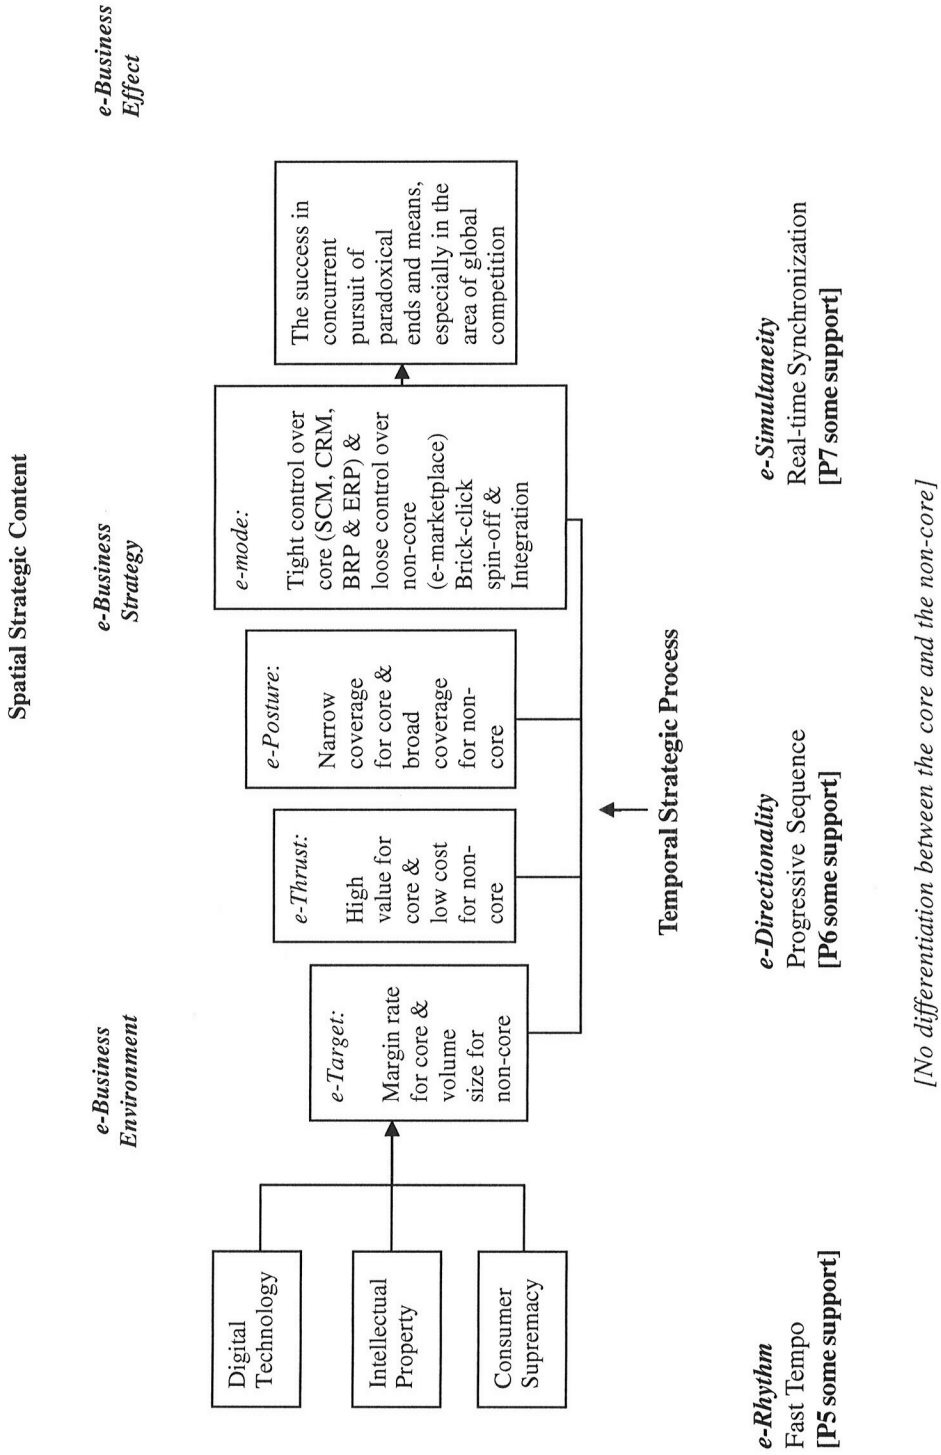 Spatial Strategic Content
e-Business
Environment
e-Business
Strategy
e-Business
Effect
Digital
Technology
Intellectual
Property
Consumer
Supremacy
e-Target:
Margin rate
for core &
volume
size for
non-core
e-Thrust:
High
value for
core &
low cost
for non-
core
e-Posture:
Narrow
coverage
for core &
broad
coverage
for non-
core
e-mode:
Tight control over
core (SCM, CRM,
BRP & ERP) &
loose control over
non-core
(e-marketplace)
Brick-click
spin-off &
Integration
The success in
concurrent
pursuit of
paradoxical
ends and means,
especially in the
area of global
competition
Temporal Strategic Process
e-Rhythm
Fast Tempo
[P5 some support]
e-Directionality
Progressive Sequence
[P6 some support]
e-Simultaneity
Real-time Synchronization
[P7 some support]
[No differentiation between the core and the non-core]